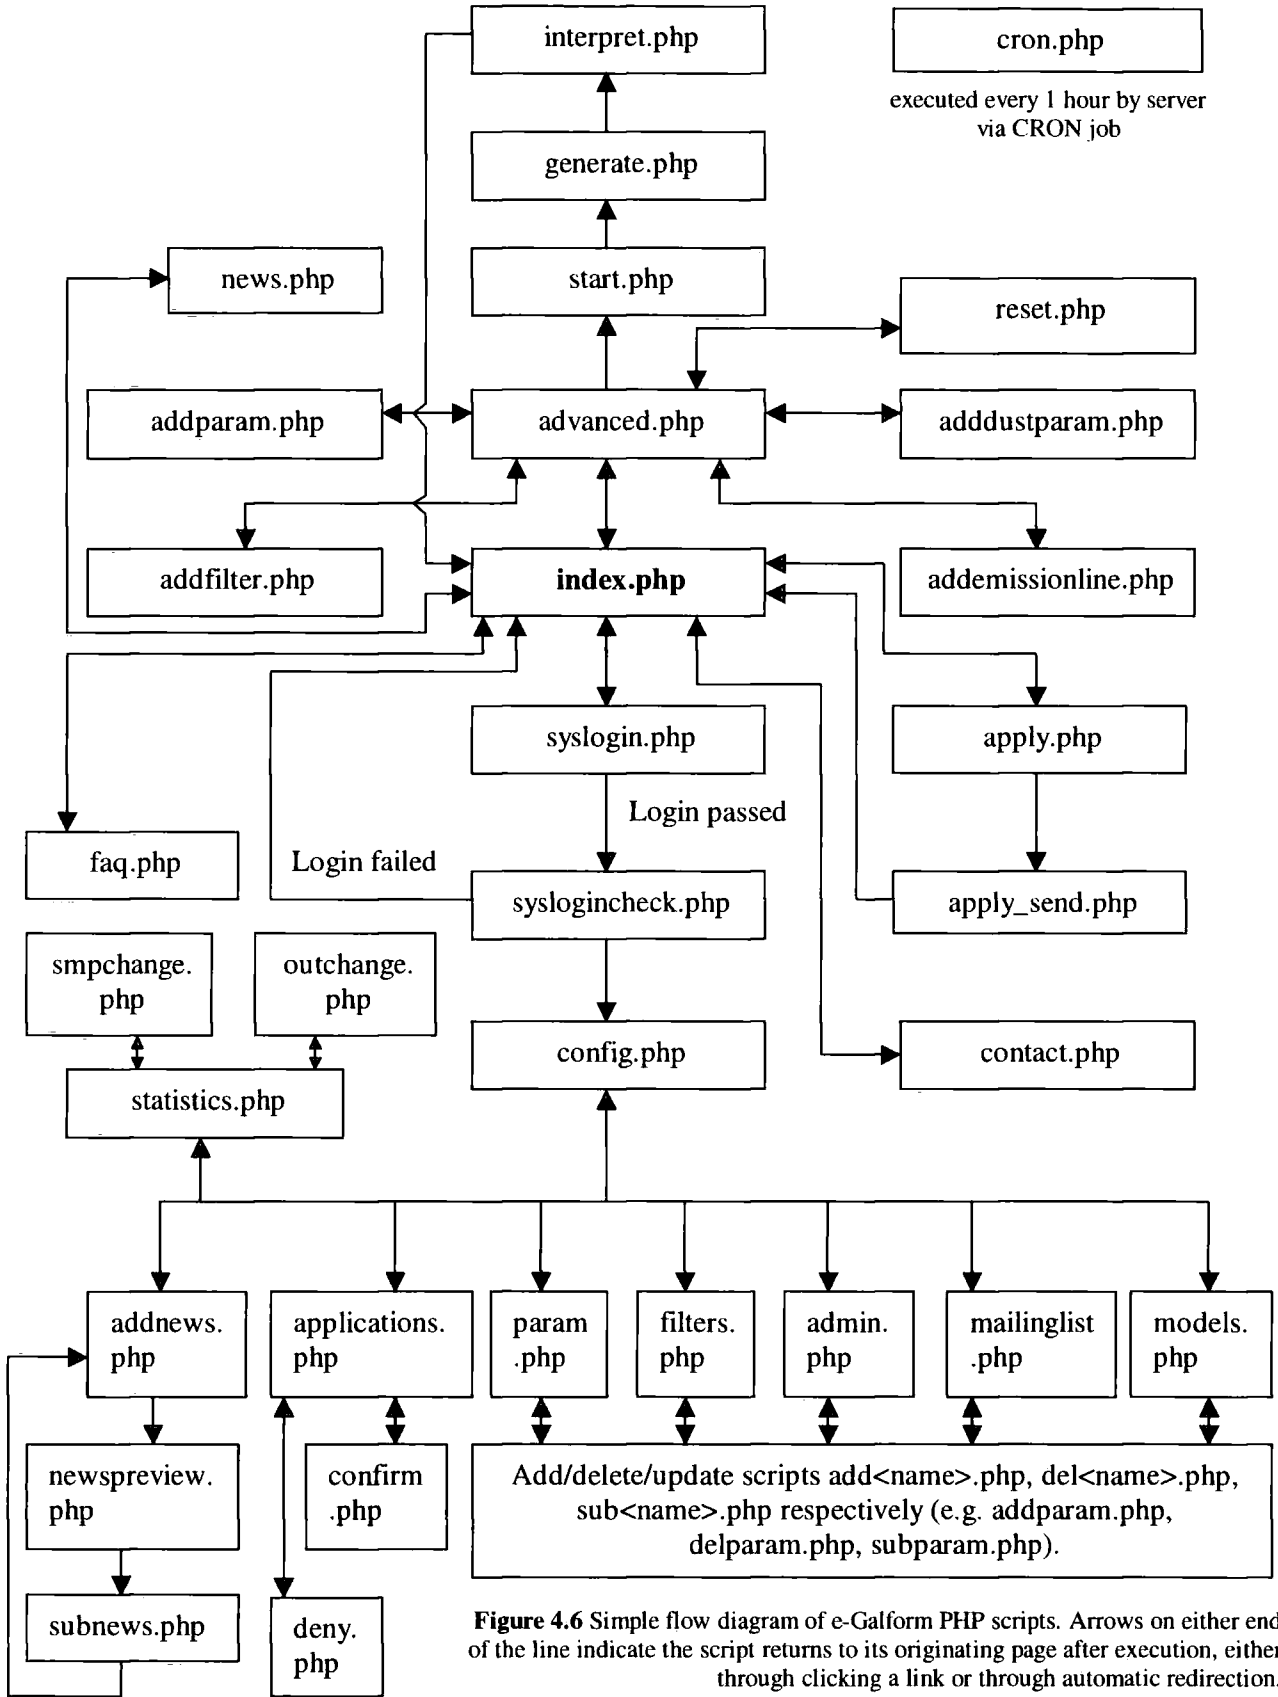 interpret.php
cron.php
executed every 1 hour by server
via CRON job
generate.php
news.php
start.php
reset.php
addparam.php
advanced.php
adddustparam.php
addfilter.php
index.php
addemissionline.php
syslogin.php
apply.php
Login passed
faq.php
Login failed
syslogincheck.php
apply_send.php
smpchange.
php
outchange.
php
config.php
contact.php
statistics.php
addnews.
php
applications.
php
param
.php
filters.
php
admin.
php
mailinglist
.php
models.
php
newspreview.
php
confirm
.php
Add/delete/update scripts add<name>.php, del<name>.php,
sub<name>.php respectively (e.g. addparam.php,
delparam.php, subparam.php).
subnews.php
deny.
php
Figure 4.6 Simple flow diagram of e-Galform PHP scripts. Arrows on either end
of the line indicate the script returns to its originating page after execution, either
through clicking a link or through automatic redirection.